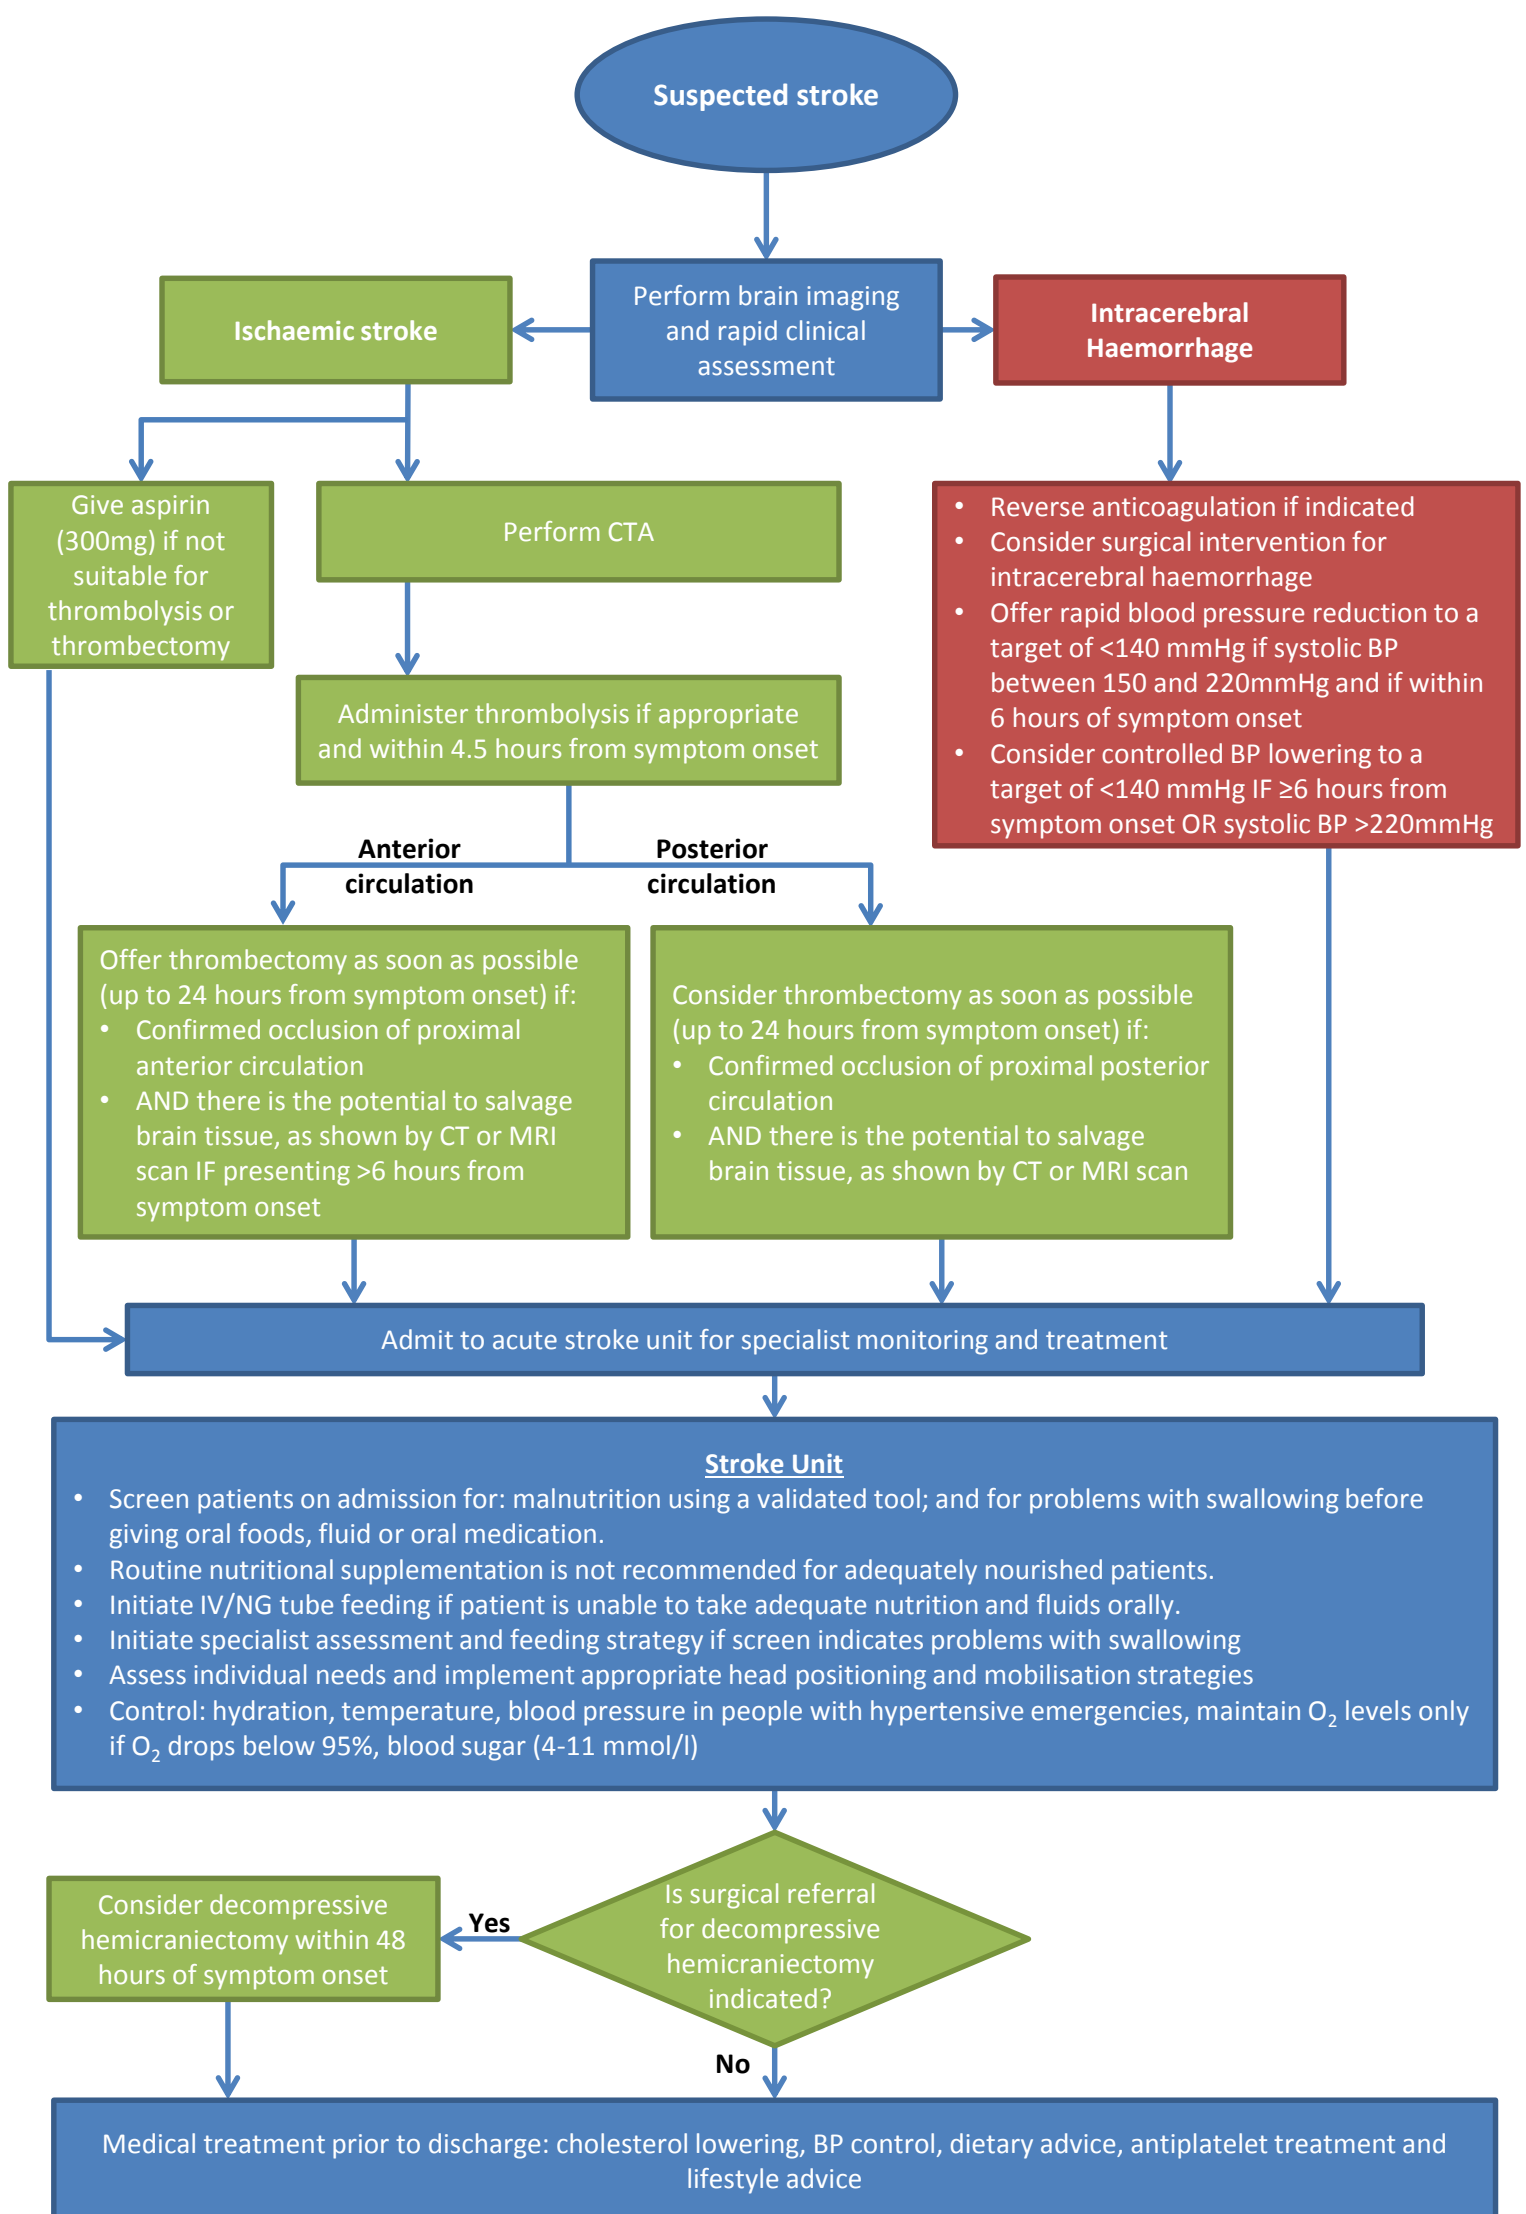 Suspected stroke
Perform brain imaging
and rapid clinical
assessment
Ischaemic stroke
Intracerebral
Haemorrhage
Give aspirin
(300mg) if not
suitable for
thrombolysis or
thrombectomy
Perform CTA
Administer thrombolysis if appropriate
and within 4.5 hours from symptom onset
• Reverse anticoagulation if indicated
• Consider surgical intervention for
intracerebral haemorrhage
• Offer rapid blood pressure reduction to a
target of <140 mmHg if systolic BP
between 150 and 220mmHg and if within
6 hours of symptom onset
• Consider controlled BP lowering to a
target of <140 mmHg IF ≥6 hours from
symptom onset OR systolic BP >220mmHg
Anterior
circulation
Posterior
circulation
Offer thrombectomy as soon as possible
(up to 24 hours from symptom onset) if:
• Confirmed occlusion of proximal
anterior circulation
• AND there is the potential to salvage
brain tissue, as shown by CT or MRI
scan IF presenting >6 hours from
symptom onset
Consider thrombectomy as soon as possible
(up to 24 hours from symptom onset) if:
• Confirmed occlusion of proximal posterior
circulation
• AND there is the potential to salvage
brain tissue, as shown by CT or MRI scan
Admit to acute stroke unit for specialist monitoring and treatment
Stroke Unit
• Screen patients on admission for: malnutrition using a validated tool; and for problems with swallowing before
giving oral foods, fluid or oral medication.
• Routine nutritional supplementation is not recommended for adequately nourished patients.
• Initiate IV/NG tube feeding if patient is unable to take adequate nutrition and fluids orally.
• Initiate specialist assessment and feeding strategy if screen indicates problems with swallowing
• Assess individual needs and implement appropriate head positioning and mobilisation strategies
• Control: hydration, temperature, blood pressure in people with hypertensive emergencies, maintain O₂ levels only
if O₂ drops below 95%, blood sugar (4-11 mmol/l)
Is surgical referral
for decompressive
hemicraniectomy
indicated?
Yes
Consider decompressive
hemicraniectomy within 48
hours of symptom onset
No
Medical treatment prior to discharge: cholesterol lowering, BP control, dietary advice, antiplatelet treatment and
lifestyle advice